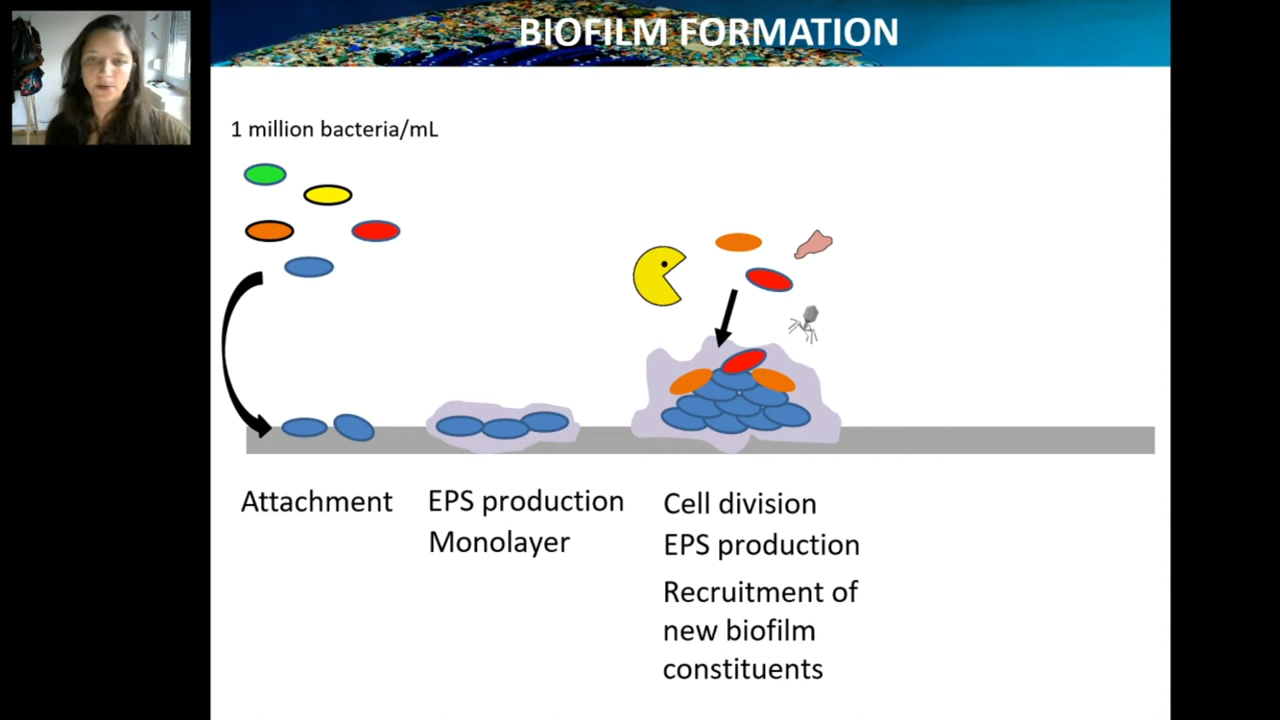 BIOFILM FORMATION
1 million bacteria/mL
Attachment
EPS production
Monolayer
Cell division
EPS production
Recruitment of
new biofilm
constituents